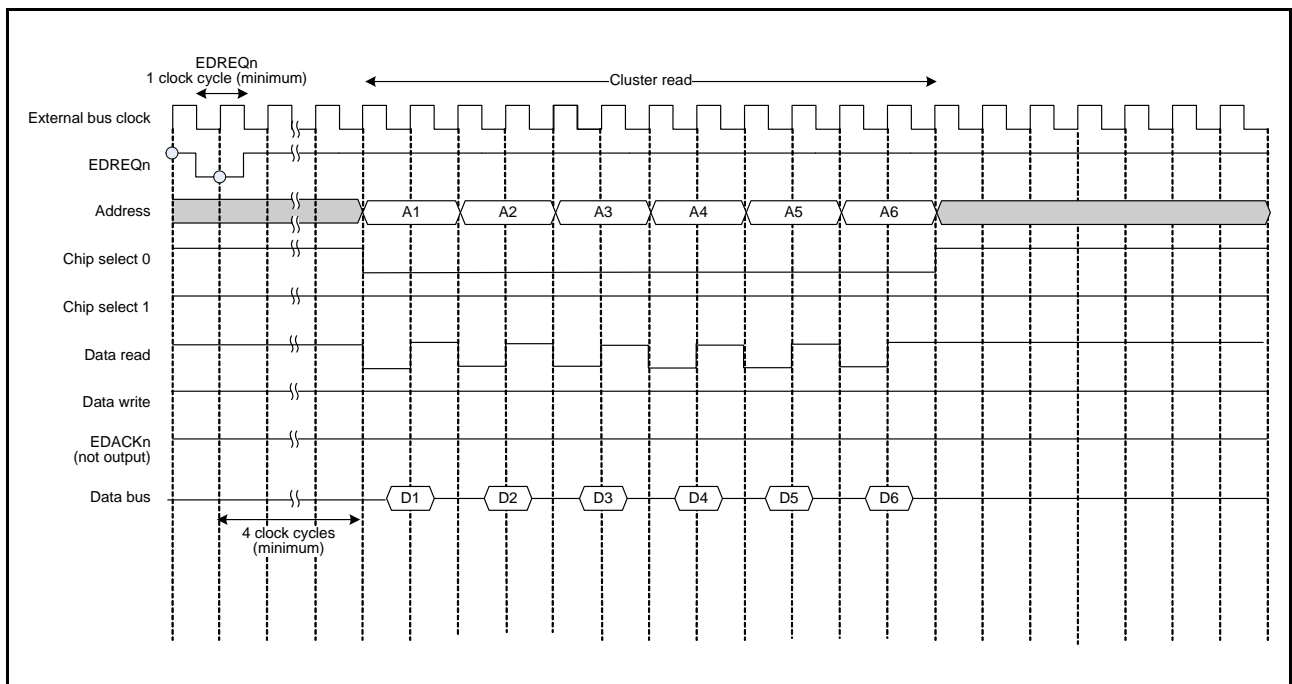 EDREQn
1 clock cycle (minimum)
Cluster read
External bus clock
EDREQn
Address
A1 A2 A3 A4 A5 A6
Chip select 0
Chip select 1
Data read
Data write
EDACKn
(not output)
Data bus
D1 D2 D3 D4 D5 D6
4 clock cycles
(minimum)